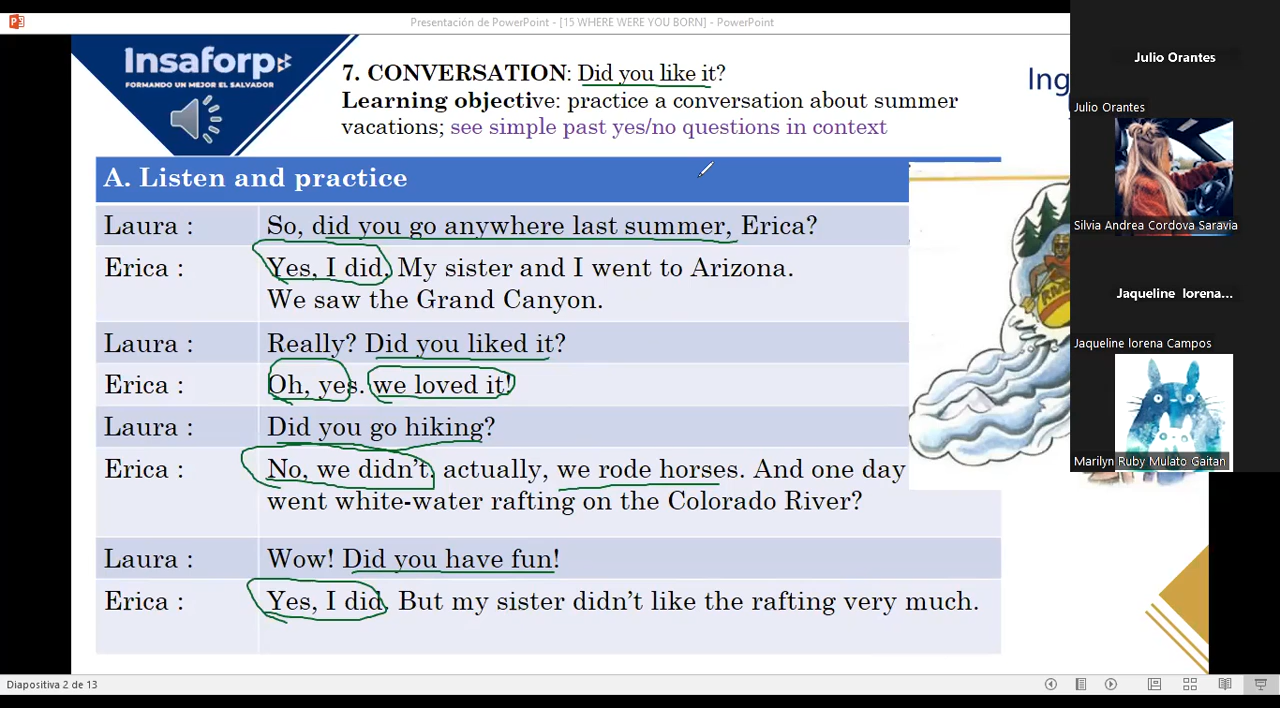 Presentación de PowerPoint - [15 WHERE WERE YOU BORN] - PowerPoint
Insaforp
FORMANDO UN MEJOR EL SALVADOR
7. CONVERSATION: Did you like it?
Learning objective: practice a conversation about summer
vacations; see simple past yes/no questions in context
Ing
A. Listen and practice
Laura : So, did you go anywhere last summer, Erica?
Erica : Yes, I did. My sister and I went to Arizona.
We saw the Grand Canyon.
Laura : Really? Did you liked it?
Erica : Oh, yes. we loved it!
Laura : Did you go hiking?
Erica : No, we didn't. actually, we rode horses. And one day
went white-water rafting on the Colorado River?
Laura : Wow! Did you have fun!
Erica : Yes, I did. But my sister didn't like the rafting very much.
Julio Orantes
Julio Orantes
Silvia Andrea Cordova Saravia
Jaqueline lorena...
Jaqueline lorena Campos
Marilyn Ruby Mulato Gaitan
Diapositiva 2 de 13